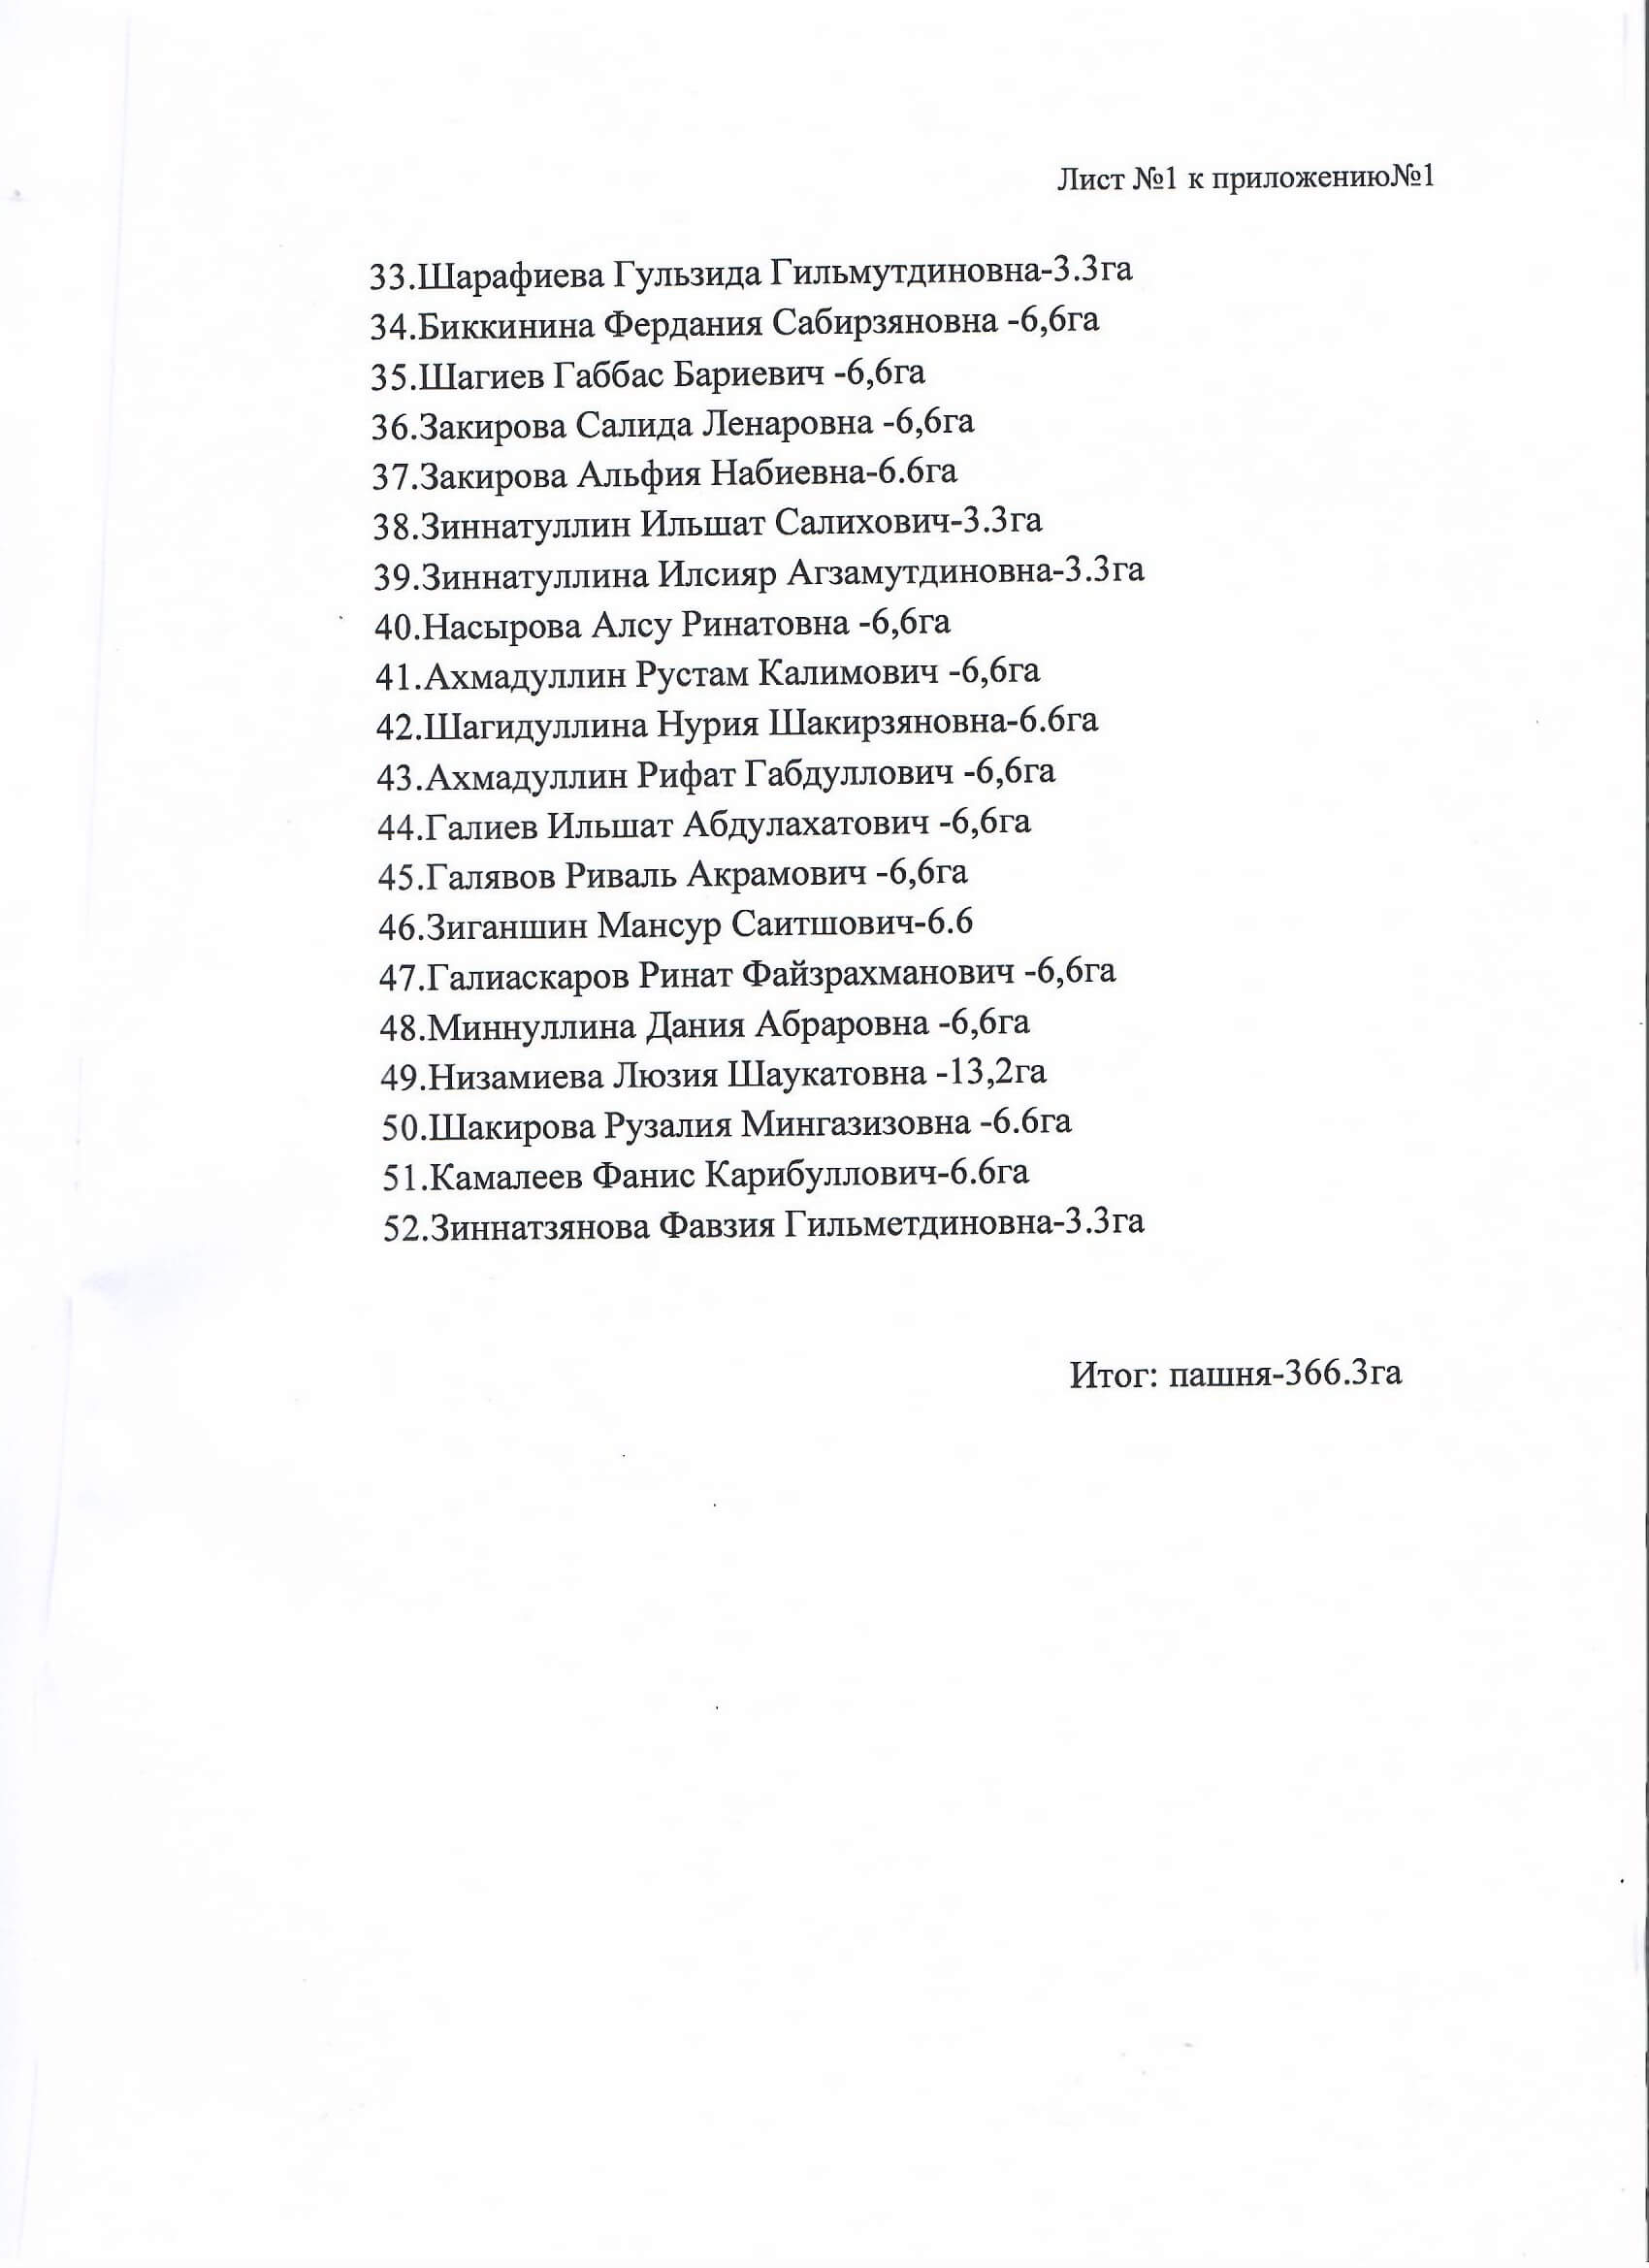 Лист №1 к приложению№1
33.Шарафиева Гульзида Гильмутдиновна-3.3га
34.Биккинина Фердания Сабирзяновна -6,6га
35.Шагиев Габбас Бариевич -6,6га
36.Закирова Салида Ленаровна -6,6га
37.Закирова Альфия Набиевна-6.6га
38.Зиннатуллин Ильшат Салихович-3.3га
39.Зиннатуллина Илсияр Агзамутдиновна-3.3га
40.Насырова Алсу Ринатовна -6,6га
41.Ахмадуллин Рустам Калимович -6,6га
42.Шагидуллина Нурия Шакирзяновна-6.6га
43.Ахмадуллин Рифат Габдуллович -6,6га
44.Галиев Ильшат Абдулахатович -6,6га
45.Галявов Риваль Акрамович -6,6га
46.Зиганшин Мансур Саитшович-6.6
47.Галиаскаров Ринат Файзрахманович -6,6га
48.Миннуллина Дания Абраровна -6,6га
49.Низамиева Люзия Шаукатовна -13,2га
50.Шакирова Рузалия Мингазизовна -6.6га
51.Камалеев Фанис Карибуллович-6.6га
52.Зиннатзянова Фавзия Гильметдиновна-3.3га
Итог: пашня-366.3га